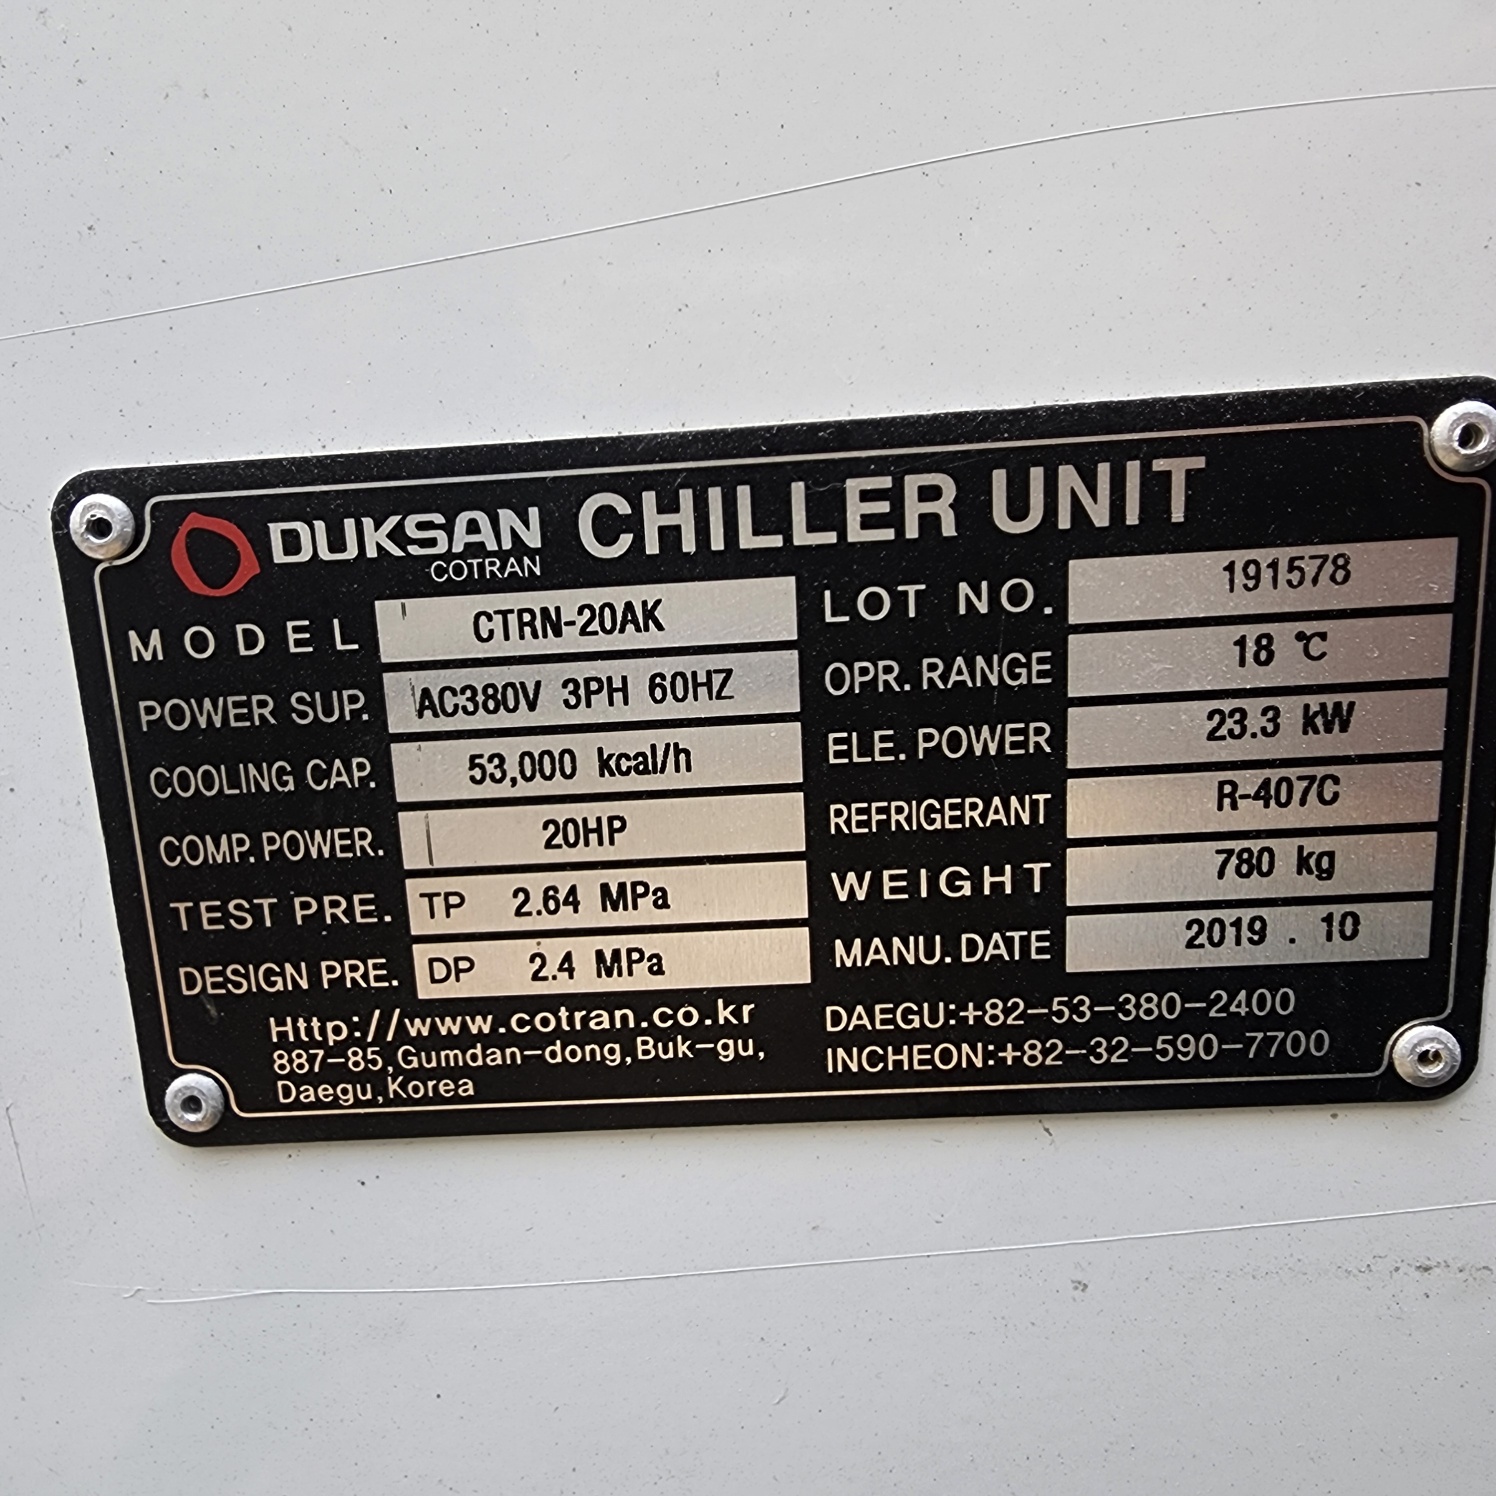 DUKSAN CHILLER UNIT
COTRAN
MODEL CTRN-20AK LOT NO. 191578
POWER SUP. AC380V 3PH 60HZ OPR. RANGE 18 ℃
COOLING CAP. 53,000 kcal/h ELE. POWER 23.3 kW
COMP. POWER. 20HP REFRIGERANT R-407C
TEST PRE. TP 2.64 MPa WEIGHT 780 kg
DESIGN PRE. DP 2.4 MPa MANU. DATE 2019 . 10
Http://www.cotran.co.kr
887-85,Gumdan-dong,Buk-gu,
Daegu,Korea
DAEGU:+82-53-380-2400
INCHEON:+82-32-590-7700